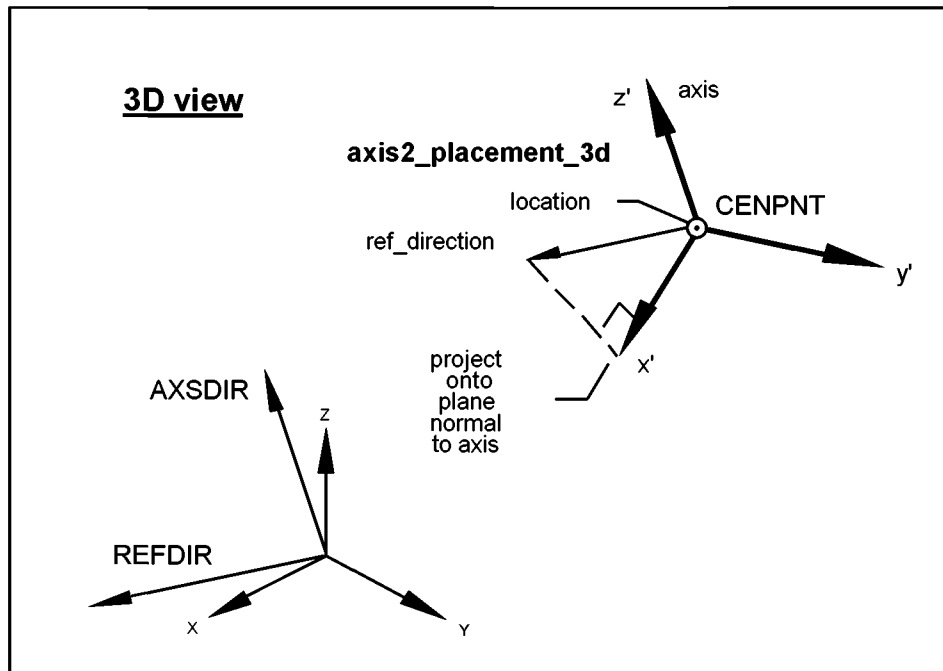 3D view
z'
axis
axis2_placement_3d
location
CENPNT
ref_direction
y'
x'
project
onto
plane
normal
to axis
AXSDIR
Z
REFDIR
X
Y